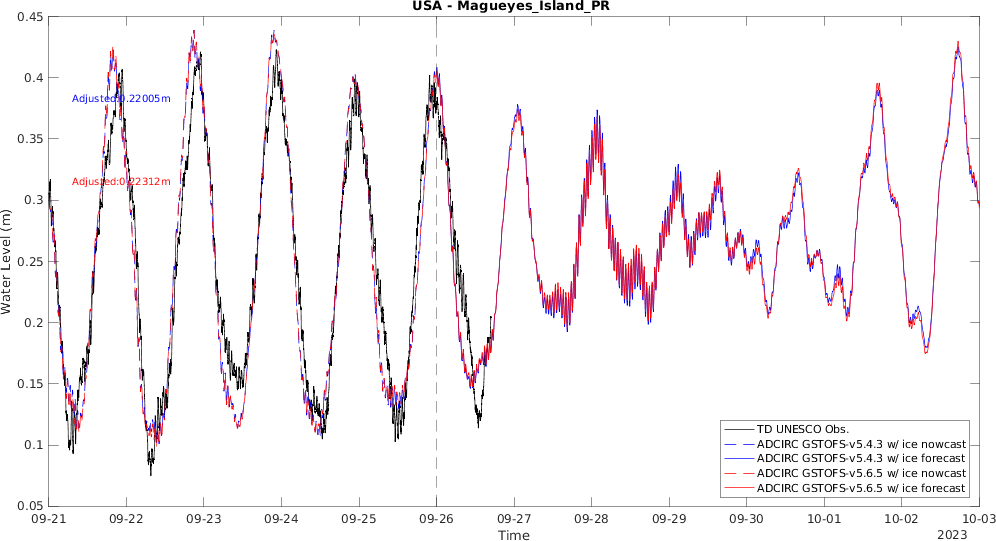 USA - Magueyes_Island_PR
0.45
0.4
0.35
0.3
0.25
0.2
0.15
0.1
0.05
Water Level (m)
Adjusted:0.22005m
Adjusted:0.22312m
TD UNESCO Obs.
ADCIRC GSTOFS-v5.4.3 w/ ice nowcast
ADCIRC GSTOFS-v5.4.3 w/ ice forecast
ADCIRC GSTOFS-v5.6.5 w/ ice nowcast
ADCIRC GSTOFS-v5.6.5 w/ ice forecast
09-21 09-22 09-23 09-24 09-25 09-26 09-27 09-28 09-29 09-30 10-01 10-02 10-03
Time
2023